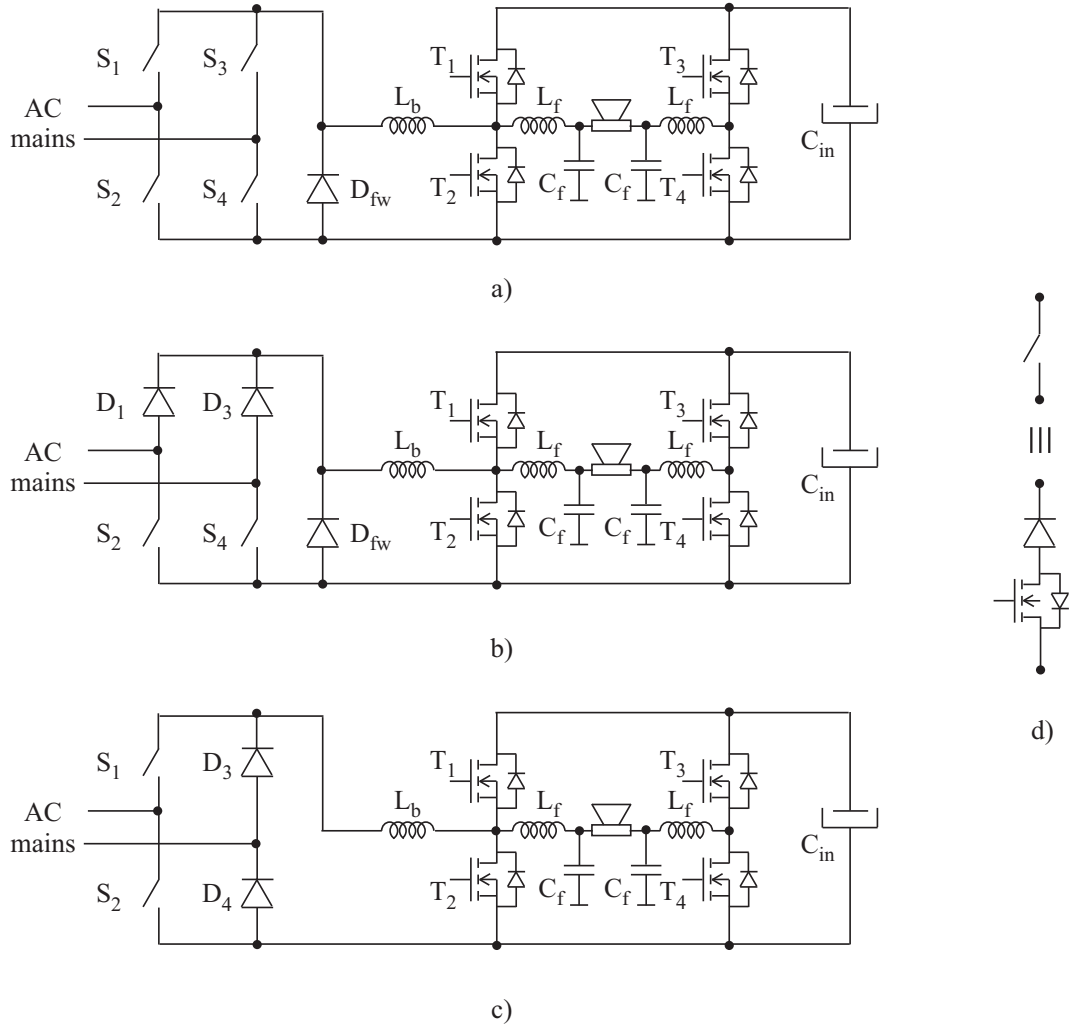 S1 S3 T1 T3
AC mains Lb Lf Lf Cin
S2 S4 Dfw T2 Cf Cf T4
a)
D1 D3 T1 T3
AC mains Lb Lf Lf Cin
S2 S4 Dfw T2 Cf Cf T4
b)
S1 D3 T1 T3
AC mains Lb Lf Lf Cin
S2 D4 T2 Cf Cf T4
c)
d)